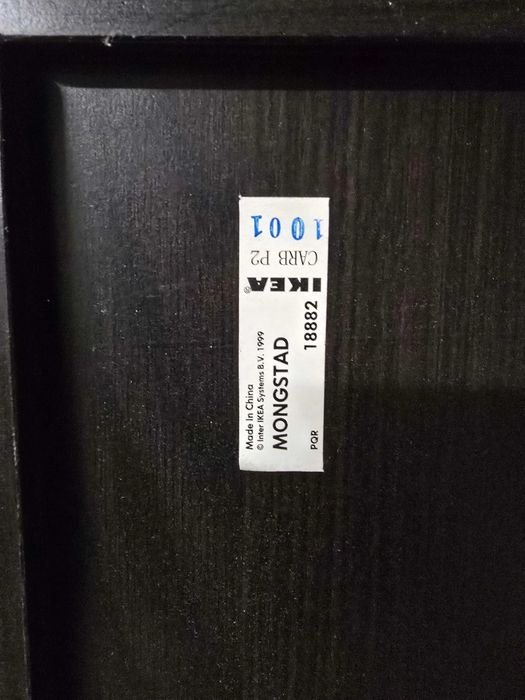 IKEA®
CARB P2
1001
Made in China
© Inter IKEA Systems B.V. 1999
MONGSTAD
PQR 18882